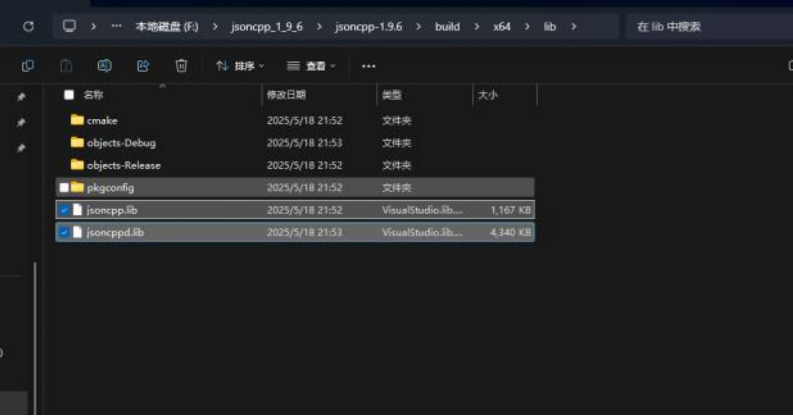 本地磁盘 (F:) > jsoncpp_1_9_6 > jsoncpp-1.9.6 > build > x64 > lib > 在 lib 中搜索
排序 查看 ...
名称 修改日期 类型 大小
cmake 2025/5/18 21:52 文件夹
objects-Debug 2025/5/18 21:53 文件夹
objects-Release 2025/5/18 21:52 文件夹
pkgconfig 2025/5/18 21:52 文件夹
jsoncpp.lib 2025/5/18 21:52 VisualStudio.lib.... 1,167 KB
jsoncppd.lib 2025/5/18 21:53 VisualStudio.lib.... 4,340 KB